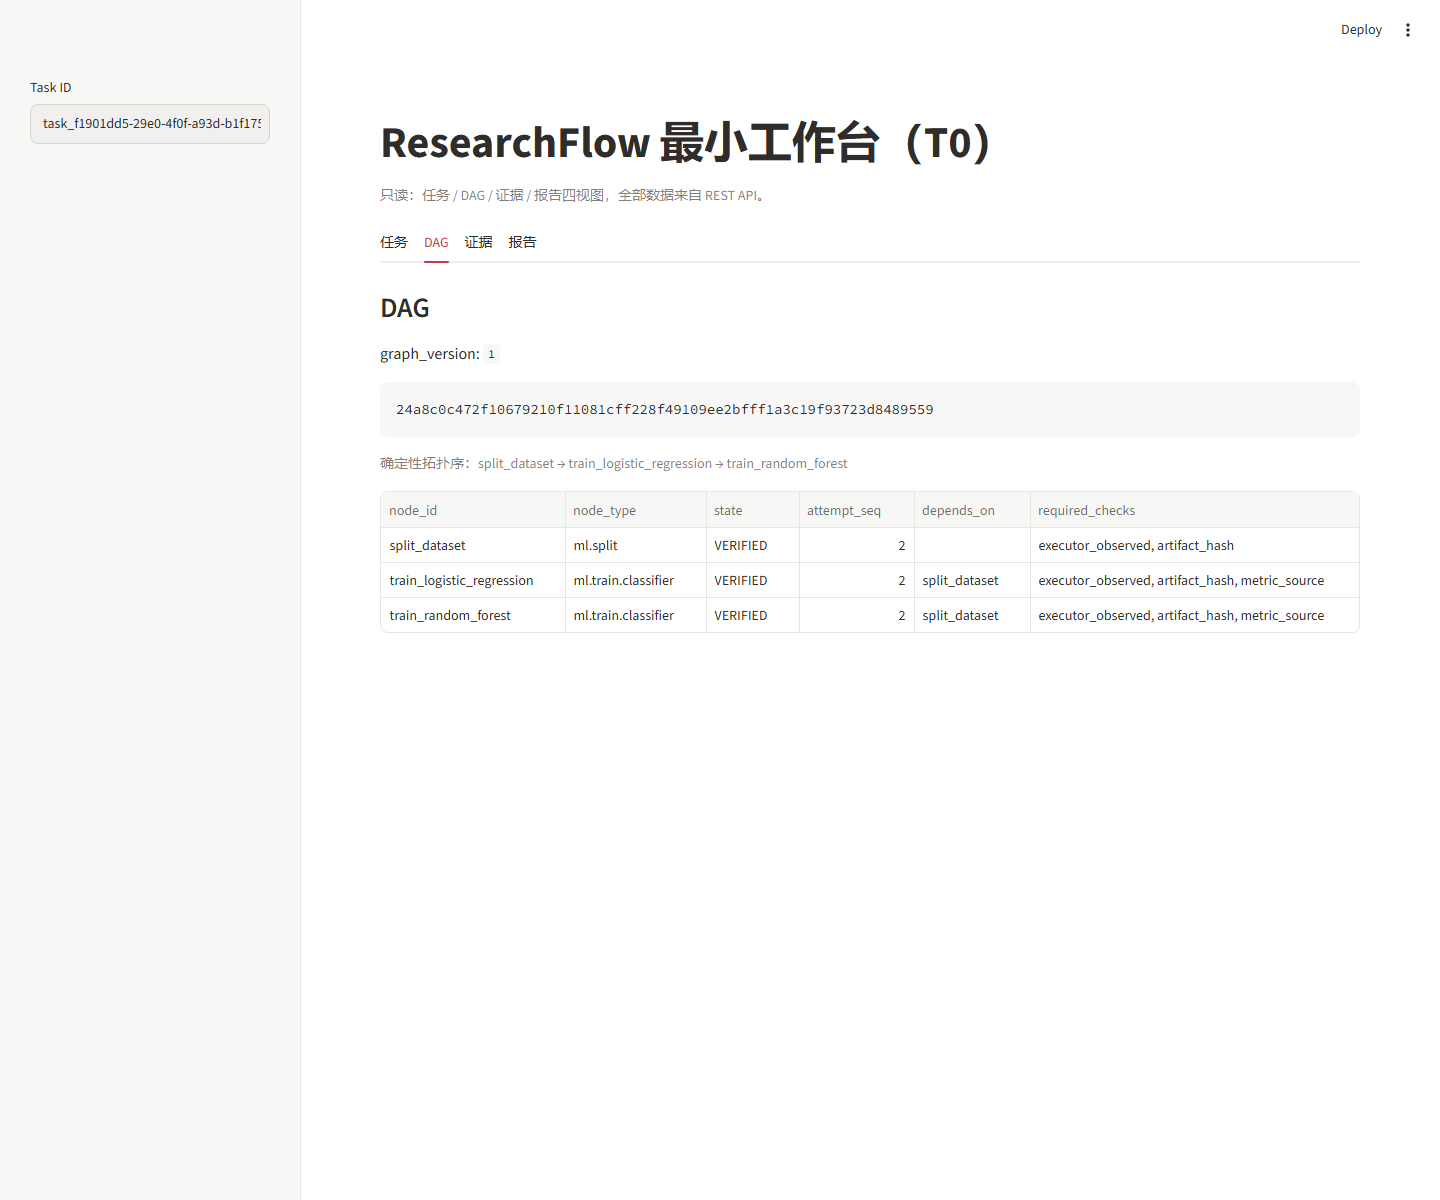 Deploy
Task ID
task_f1901dd5-29e0-4f0f-a93d-b1f175
ResearchFlow 最小工作台（T0）
只读：任务 / DAG / 证据 / 报告四视图，全部数据来自 REST API。
任务 DAG 证据 报告
DAG
graph_version: 1
24a8c0c472f10679210f11081cff228f49109ee2bfff1a3c19f93723d8489559
确定性拓扑序：split_dataset → train_logistic_regression → train_random_forest
node_id node_type state attempt_seq depends_on required_checks
split_dataset ml.split VERIFIED 2 executor_observed, artifact_hash
train_logistic_regression ml.train.classifier VERIFIED 2 split_dataset executor_observed, artifact_hash, metric_source
train_random_forest ml.train.classifier VERIFIED 2 split_dataset executor_observed, artifact_hash, metric_source